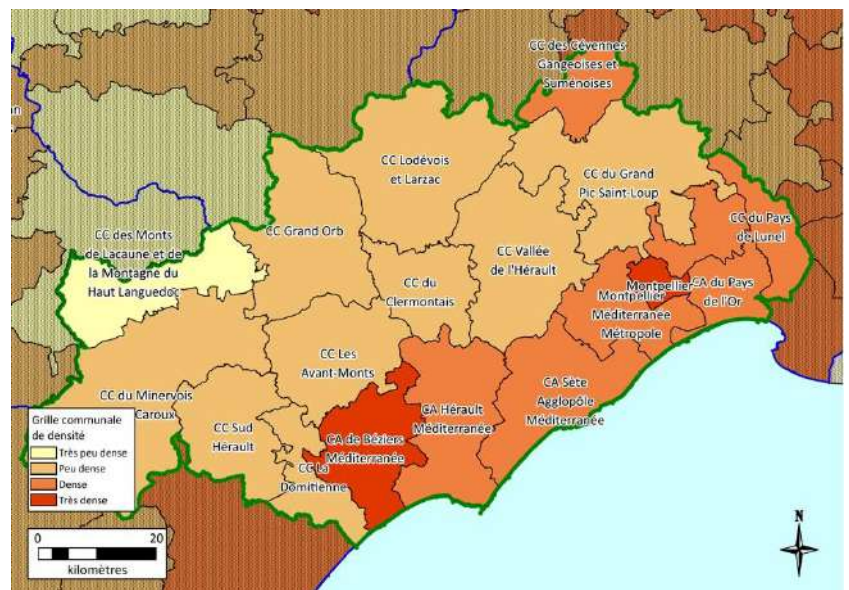 CC des Cévennes
Gangeoises et
Suménoises
CC Lodévois
et Larzac
CC du Grand
Pic Saint-Loup
CC du Pays
de Lunel
CC Grand Orb
CC des Monts
de Lacaune et de
la Montagne du
Haut Languedoc
CC Vallée
de l'Hérault
CC du
Clermontais
Montpellier
CA du Pays
de l'Or
Montpellier
Méditerranée
Métropole
CC Les
Avant-Monts
CC du Minervois
Caroux
CA Sète
Agglopôle
Méditerranée
CA Hérault
Méditerranée
CC Sud
Hérault
CA de Béziers
Méditerranée
CC La
Domitienne
Grille communale
de densité
Très peu dense
Peu dense
Dense
Très dense
0 20
kilomètres
N